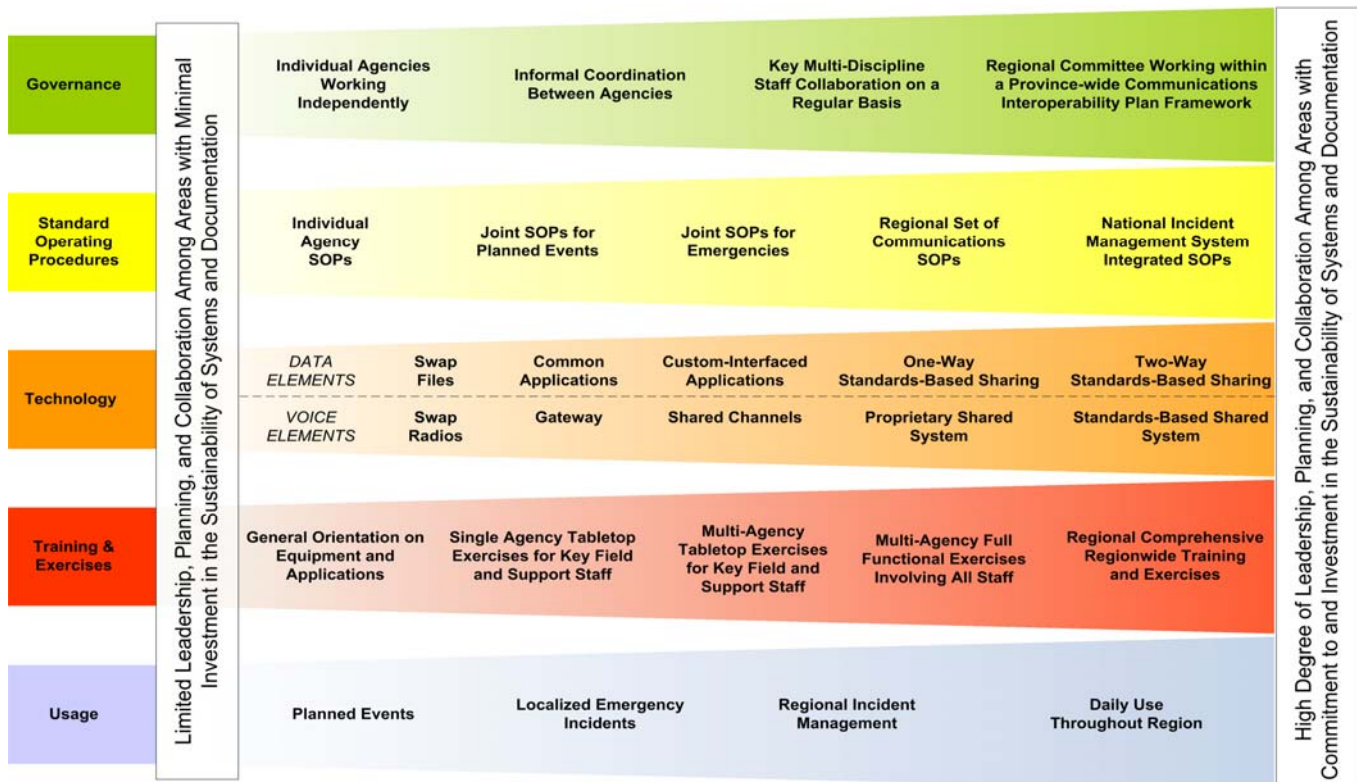 Limited Leadership, Planning, and Collaboration Among Areas with Minimal
Investment in the Sustainability of Systems and Documentation
High Degree of Leadership, Planning, and Collaboration Among Areas with
Commitment to and Investment in the Sustainability of Systems and Documentation
Governance
Individual Agencies
Working
Independently
Informal Coordination
Between Agencies
Key Multi-Discipline
Staff Collaboration on a
Regular Basis
Regional Committee Working within
a Province-wide Communications
Interoperability Plan Framework
Standard
Operating
Procedures
Individual
Agency
SOPs
Joint SOPs for
Planned Events
Joint SOPs for
Emergencies
Regional Set of
Communications
SOPs
National Incident
Management System
Integrated SOPs
Technology
DATA
ELEMENTS
Swap
Files
Common
Applications
Custom-Interfaced
Applications
One-Way
Standards-Based Sharing
Two-Way
Standards-Based Sharing
VOICE
ELEMENTS
Swap
Radios
Gateway
Shared Channels
Proprietary Shared
System
Standards-Based Shared
System
Training &
Exercises
General Orientation on
Equipment and
Applications
Single Agency Tabletop
Exercises for Key Field
and Support Staff
Multi-Agency
Tabletop Exercises
for Key Field and
Support Staff
Multi-Agency Full
Functional Exercises
Involving All Staff
Regional Comprehensive
Regionwide Training
and Exercises
Usage
Planned Events
Localized Emergency
Incidents
Regional Incident
Management
Daily Use
Throughout Region